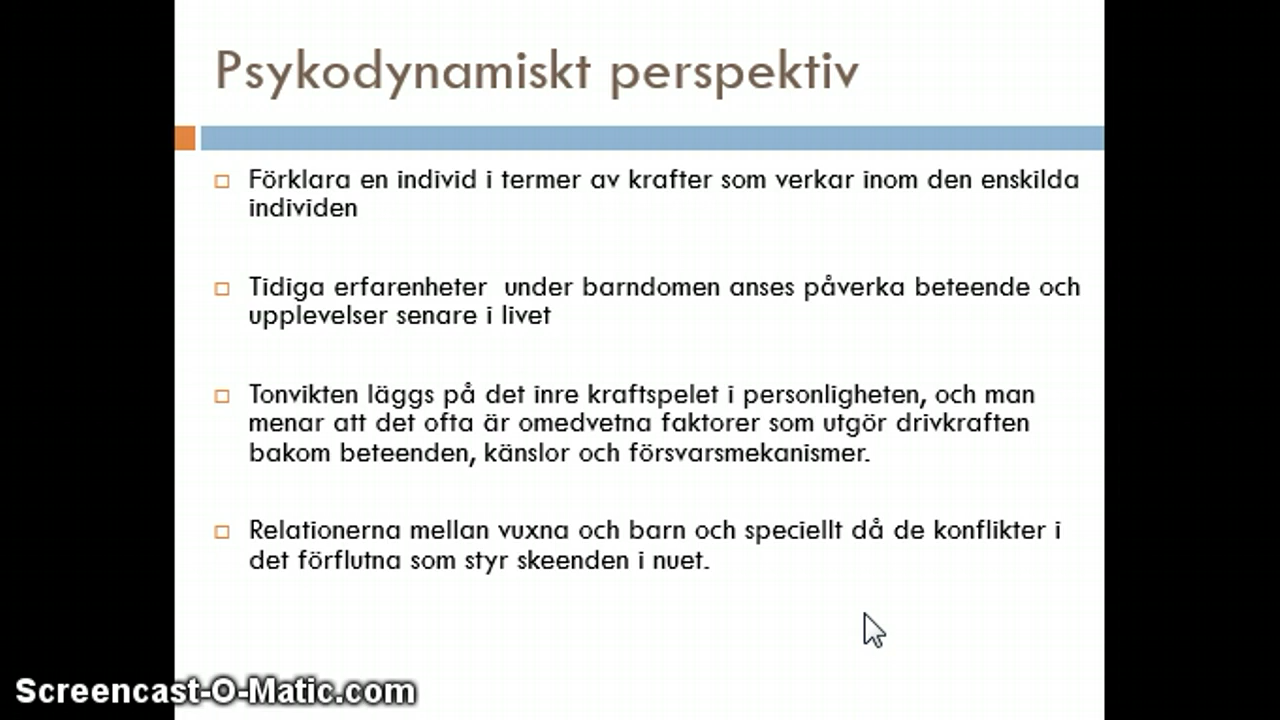 Psykodynamiskt perspektiv
Förklara en individ i termer av krafter som verkar inom den enskilda
individen
Tidiga erfarenheter under barndomen anses påverka beteende och
upplevelser senare i livet
Tonvikten läggs på det inre kraftspelet i personligheten, och man
menar att det ofta är omedvetna faktorer som utgör drivkraften
bakom beteenden, känslor och försvarsmekanismer.
Relationerna mellan vuxna och barn och speciellt då de konflikter i
det förflutna som styr skeenden i nuet.
Screencast-O-Matic.com